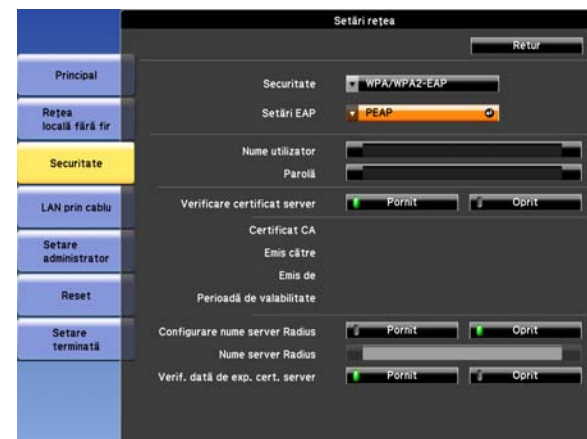 Setări reţea
Retur
Principal
Reţea
locală fără fir
Securitate
LAN prin cablu
Setare
administrator
Reset
Setare
terminată
Securitate WPA/WPA2-EAP
Setări EAP PEAP
Nume utilizator
Parolă
Verificare certificat server Pornit Oprit
Certificat CA
Emis către
Emis de
Perioadă de valabilitate
Configurare nume server Radius Pornit Oprit
Nume server Radius
Verif. dată de exp. cert. server Pornit Oprit